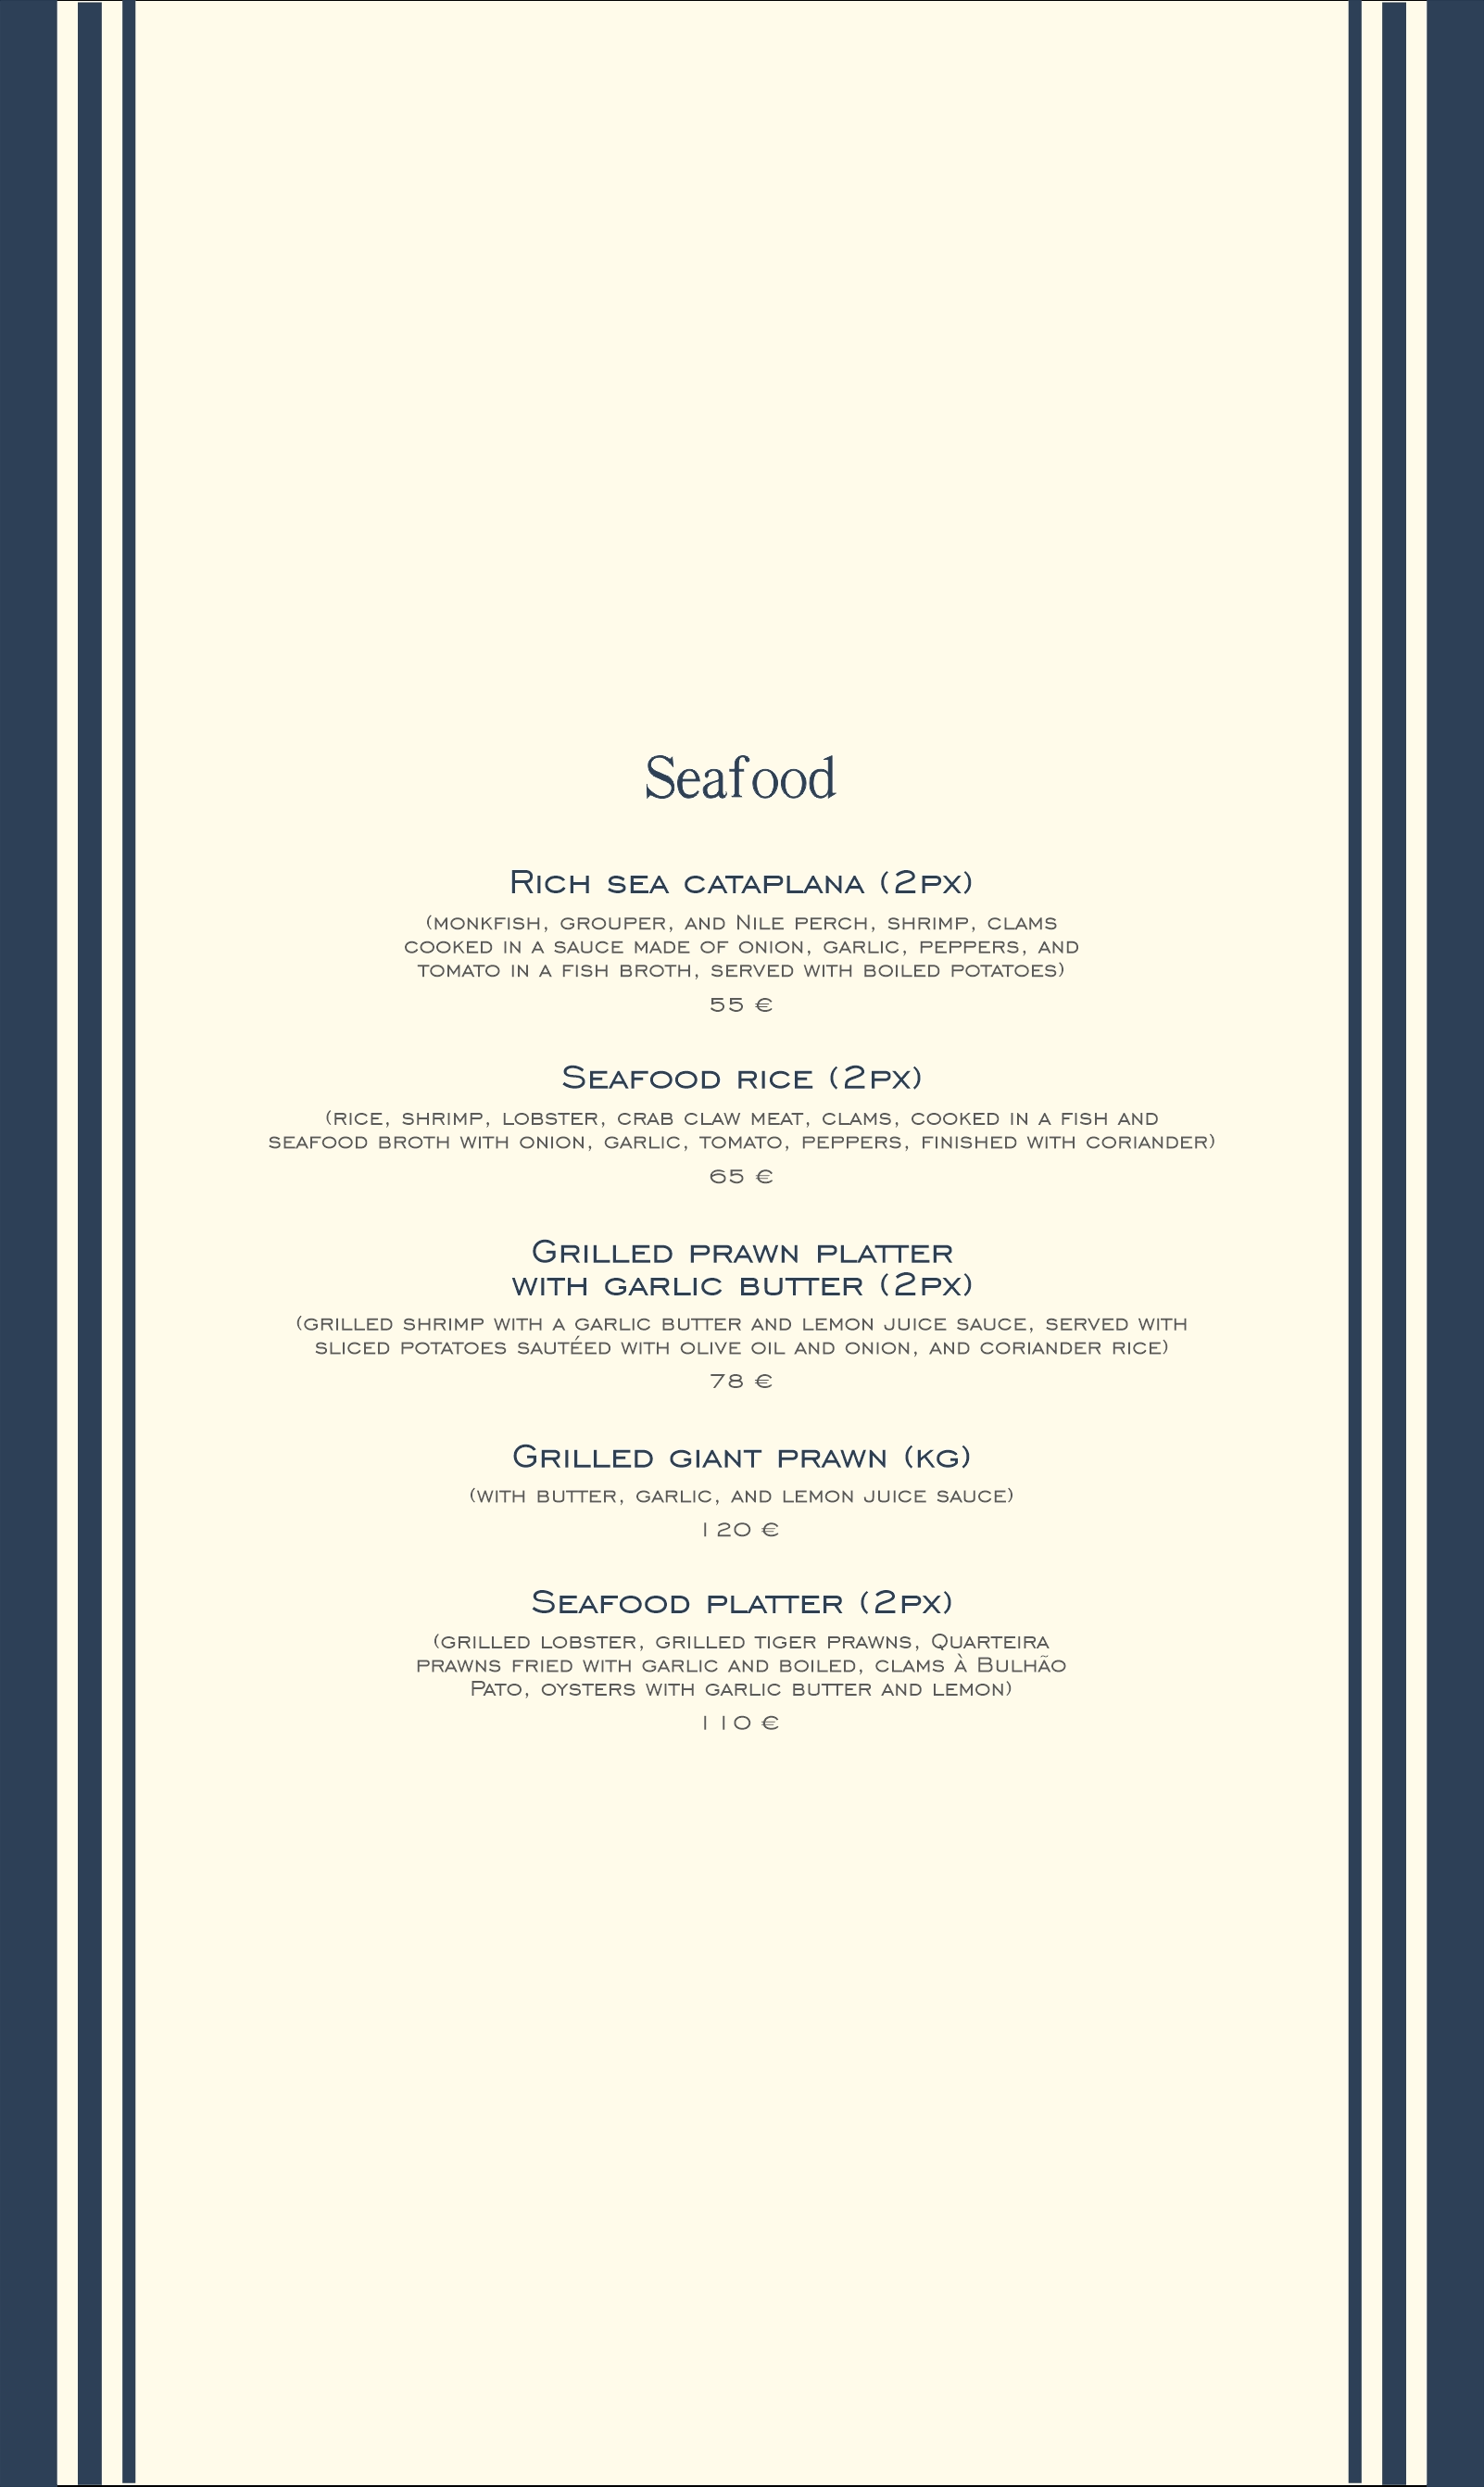 Seafood
Rich sea cataplana (2px)
(monkfish, grouper, and Nile perch, shrimp, clams
cooked in a sauce made of onion, garlic, peppers, and
tomato in a fish broth, served with boiled potatoes)
55 €
Seafood rice (2px)
(rice, shrimp, lobster, crab claw meat, clams, cooked in a fish and
seafood broth with onion, garlic, tomato, peppers, finished with coriander)
65 €
Grilled prawn platter
with garlic butter (2px)
(grilled shrimp with a garlic butter and lemon juice sauce, served with
sliced potatoes sautéed with olive oil and onion, and coriander rice)
78 €
Grilled giant prawn (kg)
(with butter, garlic, and lemon juice sauce)
120 €
Seafood platter (2px)
(grilled lobster, grilled tiger prawns, Quarteira
prawns fried with garlic and boiled, clams à Bulhão
Pato, oysters with garlic butter and lemon)
110 €